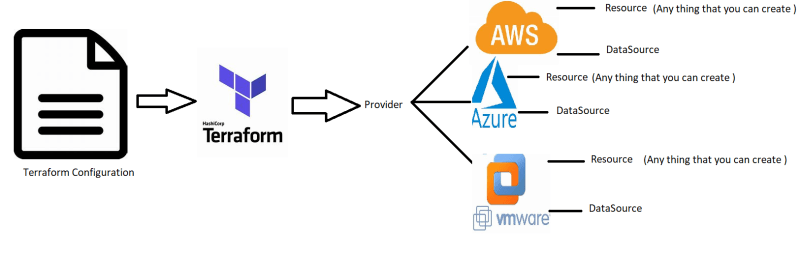 Resource (Any thing that you can create )
AWS
DataSource
Resource (Any thing that you can create )
Azure
DataSource
HashiCorp
Terraform
Provider
Terraform Configuration
Resource (Any thing that you can create )
vmware
DataSource